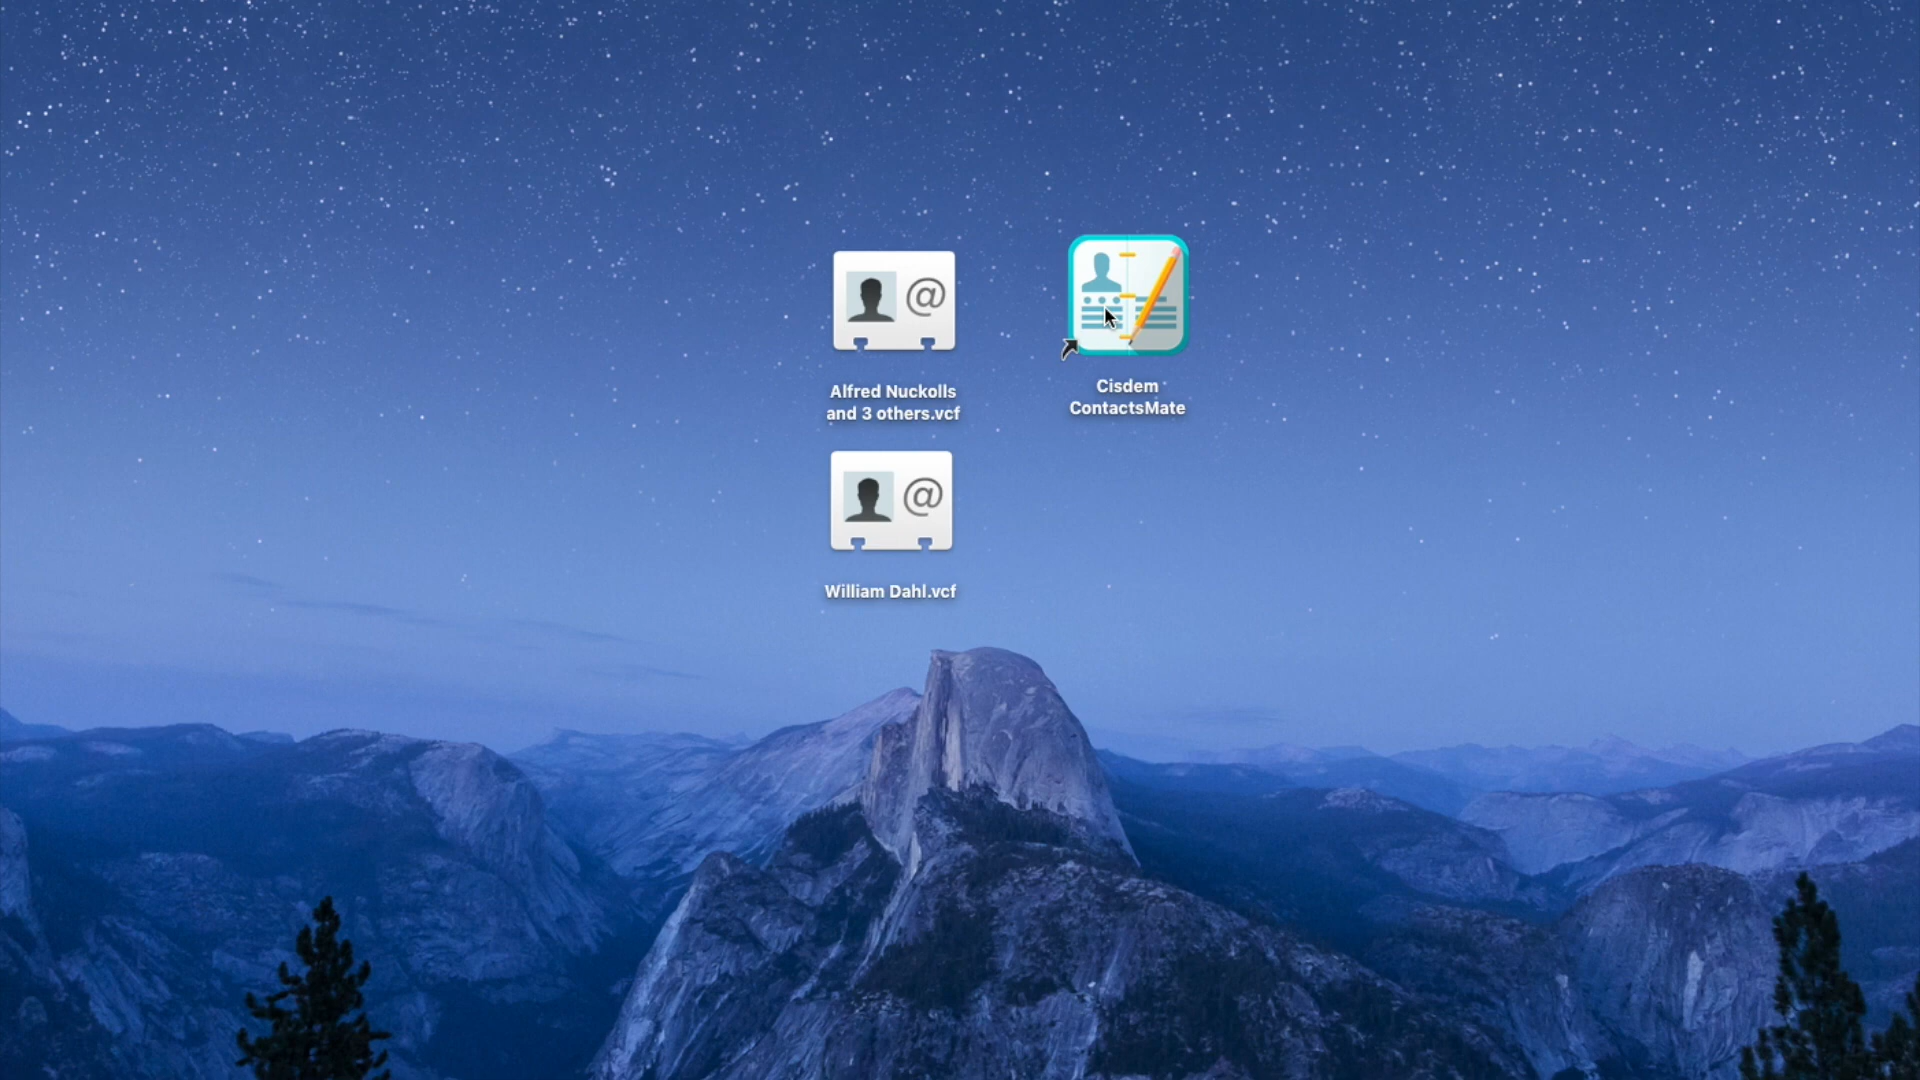 Alfred Nuckolls
and 3 others.vcf
Cisdem
ContactsMate
William Dahl.vcf